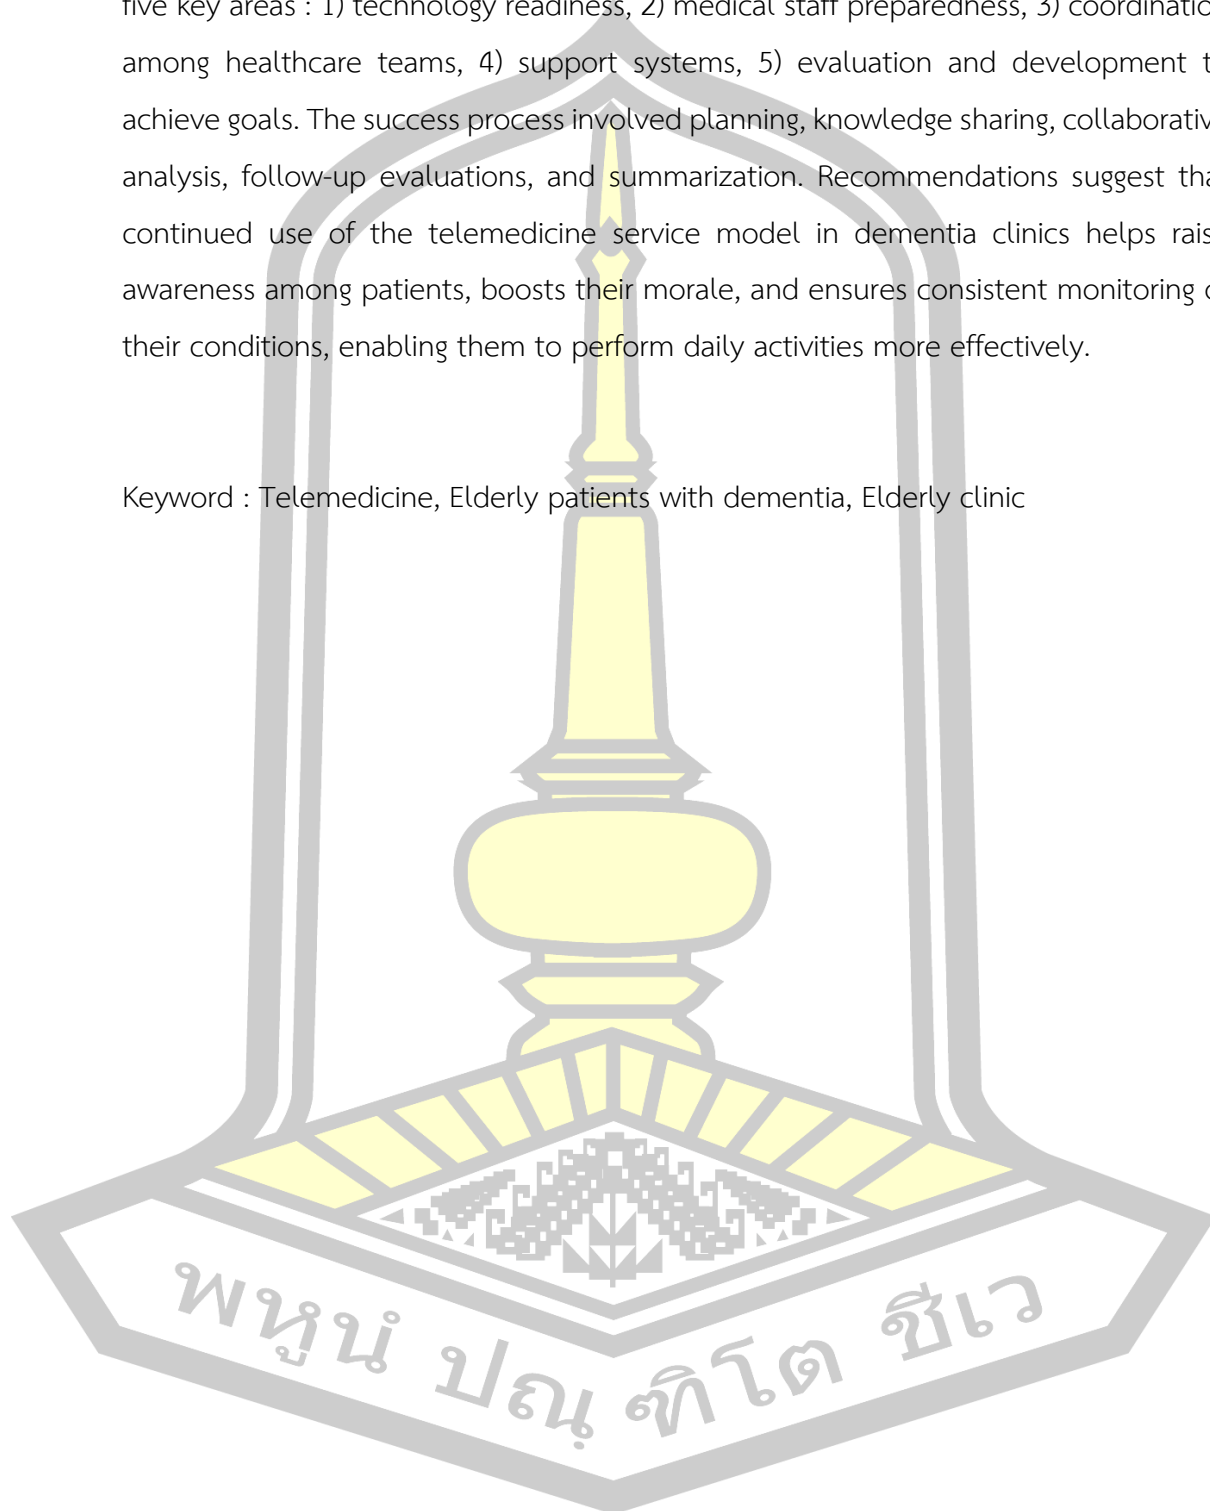 five key areas : 1) technology readiness, 2) medical staff preparedness, 3) coordination
among healthcare teams, 4) support systems, 5) evaluation and development t
achieve goals. The success process involved planning, knowledge sharing, collaborativ
analysis, follow-up evaluations, and summarization. Recommendations suggest tha
continued use of the telemedicine service model in dementia clinics helps rais
awareness among patients, boosts their morale, and ensures consistent monitoring o
their conditions, enabling them to perform daily activities more effectively.
Keyword : Telemedicine, Elderly patients with dementia, Elderly clinic
พหูนํ ปณฺฑิโต ชีเว